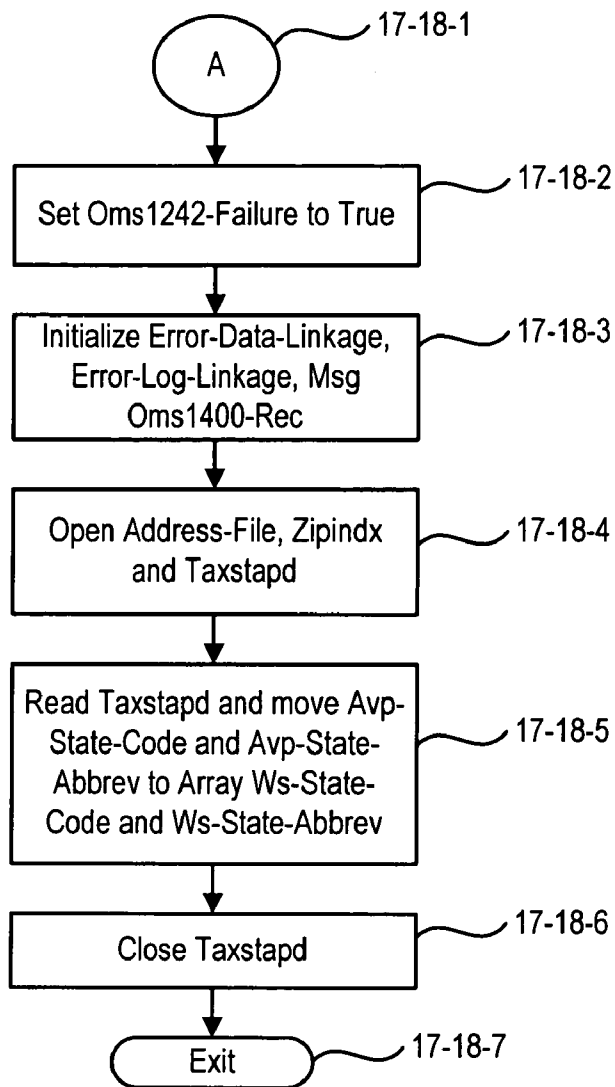 17-18-1
A
17-18-2
Set Oms1242-Failure to True
17-18-3
Initialize Error-Data-Linkage,
Error-Log-Linkage, Msg
Oms1400-Rec
17-18-4
Open Address-File, Zipindx
and Taxstapd
17-18-5
Read Taxstapd and move Avp-
State-Code and Avp-State-
Abbrev to Array Ws-State-
Code and Ws-State-Abbrev
17-18-6
Close Taxstapd
17-18-7
Exit